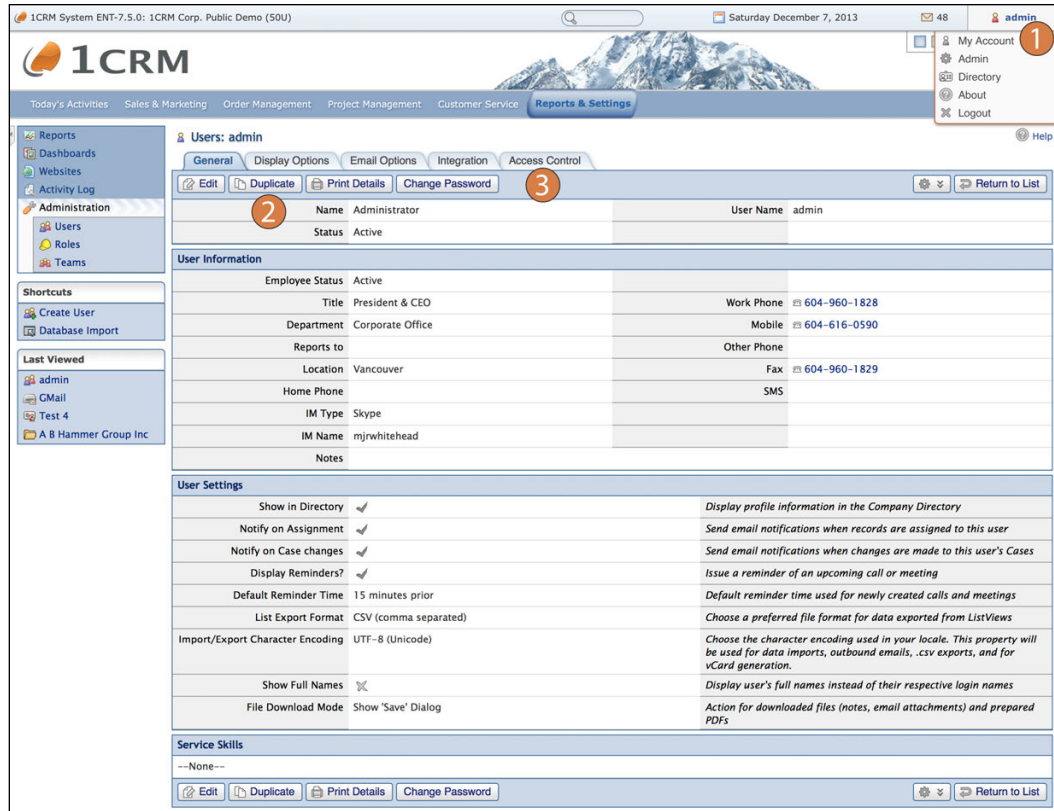 1CRM System ENT-7.5.0: 1CRM Corp. Public Demo (50U)
Saturday December 7, 2013
48
admin
1CRM
My Account
1
Admin
Directory
About
Logout
Today's Activities Sales & Marketing Order Management Project Management Customer Service Reports & Settings
Reports
Dashboards
Websites
Activity Log
Administration
Users
Roles
Teams
Shortcuts
Create User
Database Import
Last Viewed
admin
GMail
Test 4
A B Hammer Group Inc
Users: admin
Help
General Display Options Email Options Integration Access Control
Edit Duplicate Print Details Change Password
3
Return to List
2
Name Administrator User Name admin
Status Active
User Information
Employee Status Active
Title President & CEO Work Phone 604-960-1828
Department Corporate Office Mobile 604-616-0590
Reports to Other Phone
Location Vancouver Fax 604-960-1829
Home Phone SMS
IM Type Skype
IM Name mjrwhitehead
Notes
User Settings
Show in Directory Display profile information in the Company Directory
Notify on Assignment Send email notifications when records are assigned to this user
Notify on Case changes Send email notifications when changes are made to this user's Cases
Display Reminders? Issue a reminder of an upcoming call or meeting
Default Reminder Time 15 minutes prior Default reminder time used for newly created calls and meetings
List Export Format CSV (comma separated) Choose a preferred file format for data exported from ListViews
Import/Export Character Encoding UTF-8 (Unicode) Choose the character encoding used in your locale. This property will
be used for data imports, outbound emails, .csv exports, and for
vCard generation.
Show Full Names Display user's full names instead of their respective login names
File Download Mode Show 'Save' Dialog Action for downloaded files (notes, email attachments) and prepared
PDFs
Service Skills
--None--
Edit Duplicate Print Details Change Password Return to List